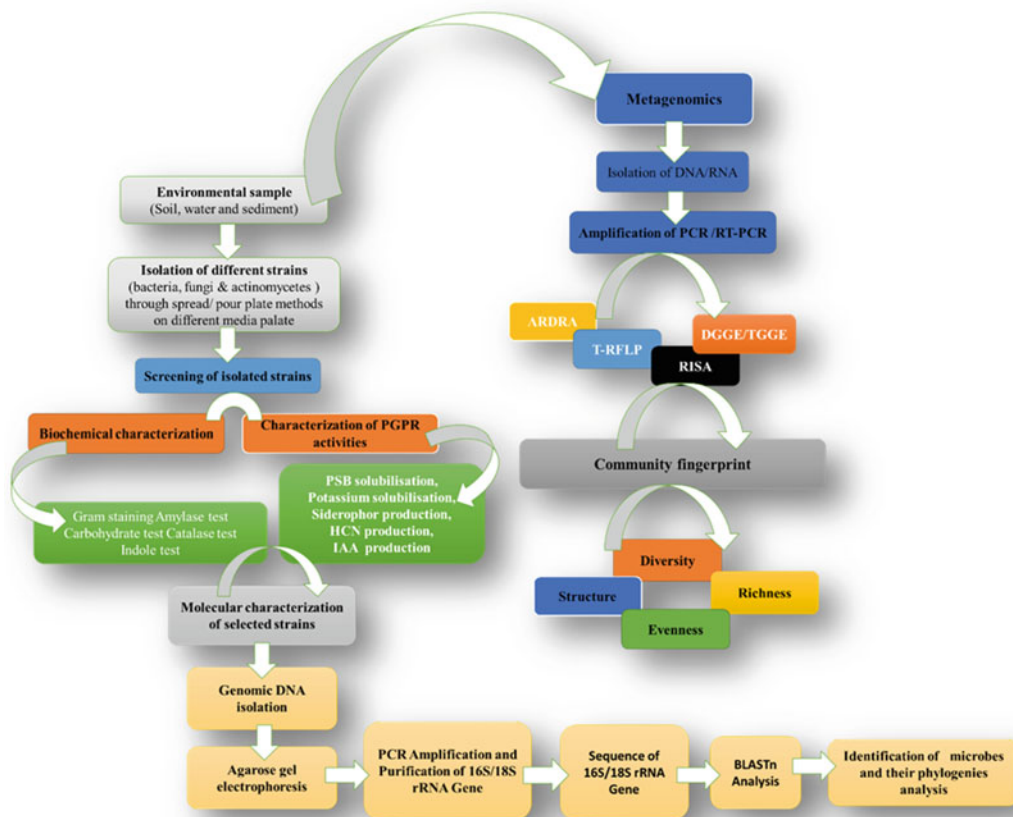 Metagenomics
Isolation of DNA/RNA
Amplification of PCR /RT-PCR
ARDRA
T-RFLP
RISA
DGGE/TGGE
Community fingerprint
Diversity
Structure
Richness
Evenness
Environmental sample
(Soil, water and sediment)
Isolation of different strains
(bacteria, fungi & actinomycetes )
through spread/ pour plate methods
on different media palate
Screening of isolated strains
Biochemical characterization
Characterization of PGPR
activities
Gram staining Amylase test
Carbohydrate test Catalase test
Indole test
PSB solubilisation,
Potassium solubilisation,
Siderophor production,
HCN production,
IAA production
Molecular characterization
of selected strains
Genomic DNA
isolation
Agarose gel
electrophoresis
PCR Amplification and
Purification of 16S/18S
rRNA Gene
Sequence of
16S/18S rRNA
Gene
BLASTn
Analysis
Identification of microbes
and their phylogenies
analysis